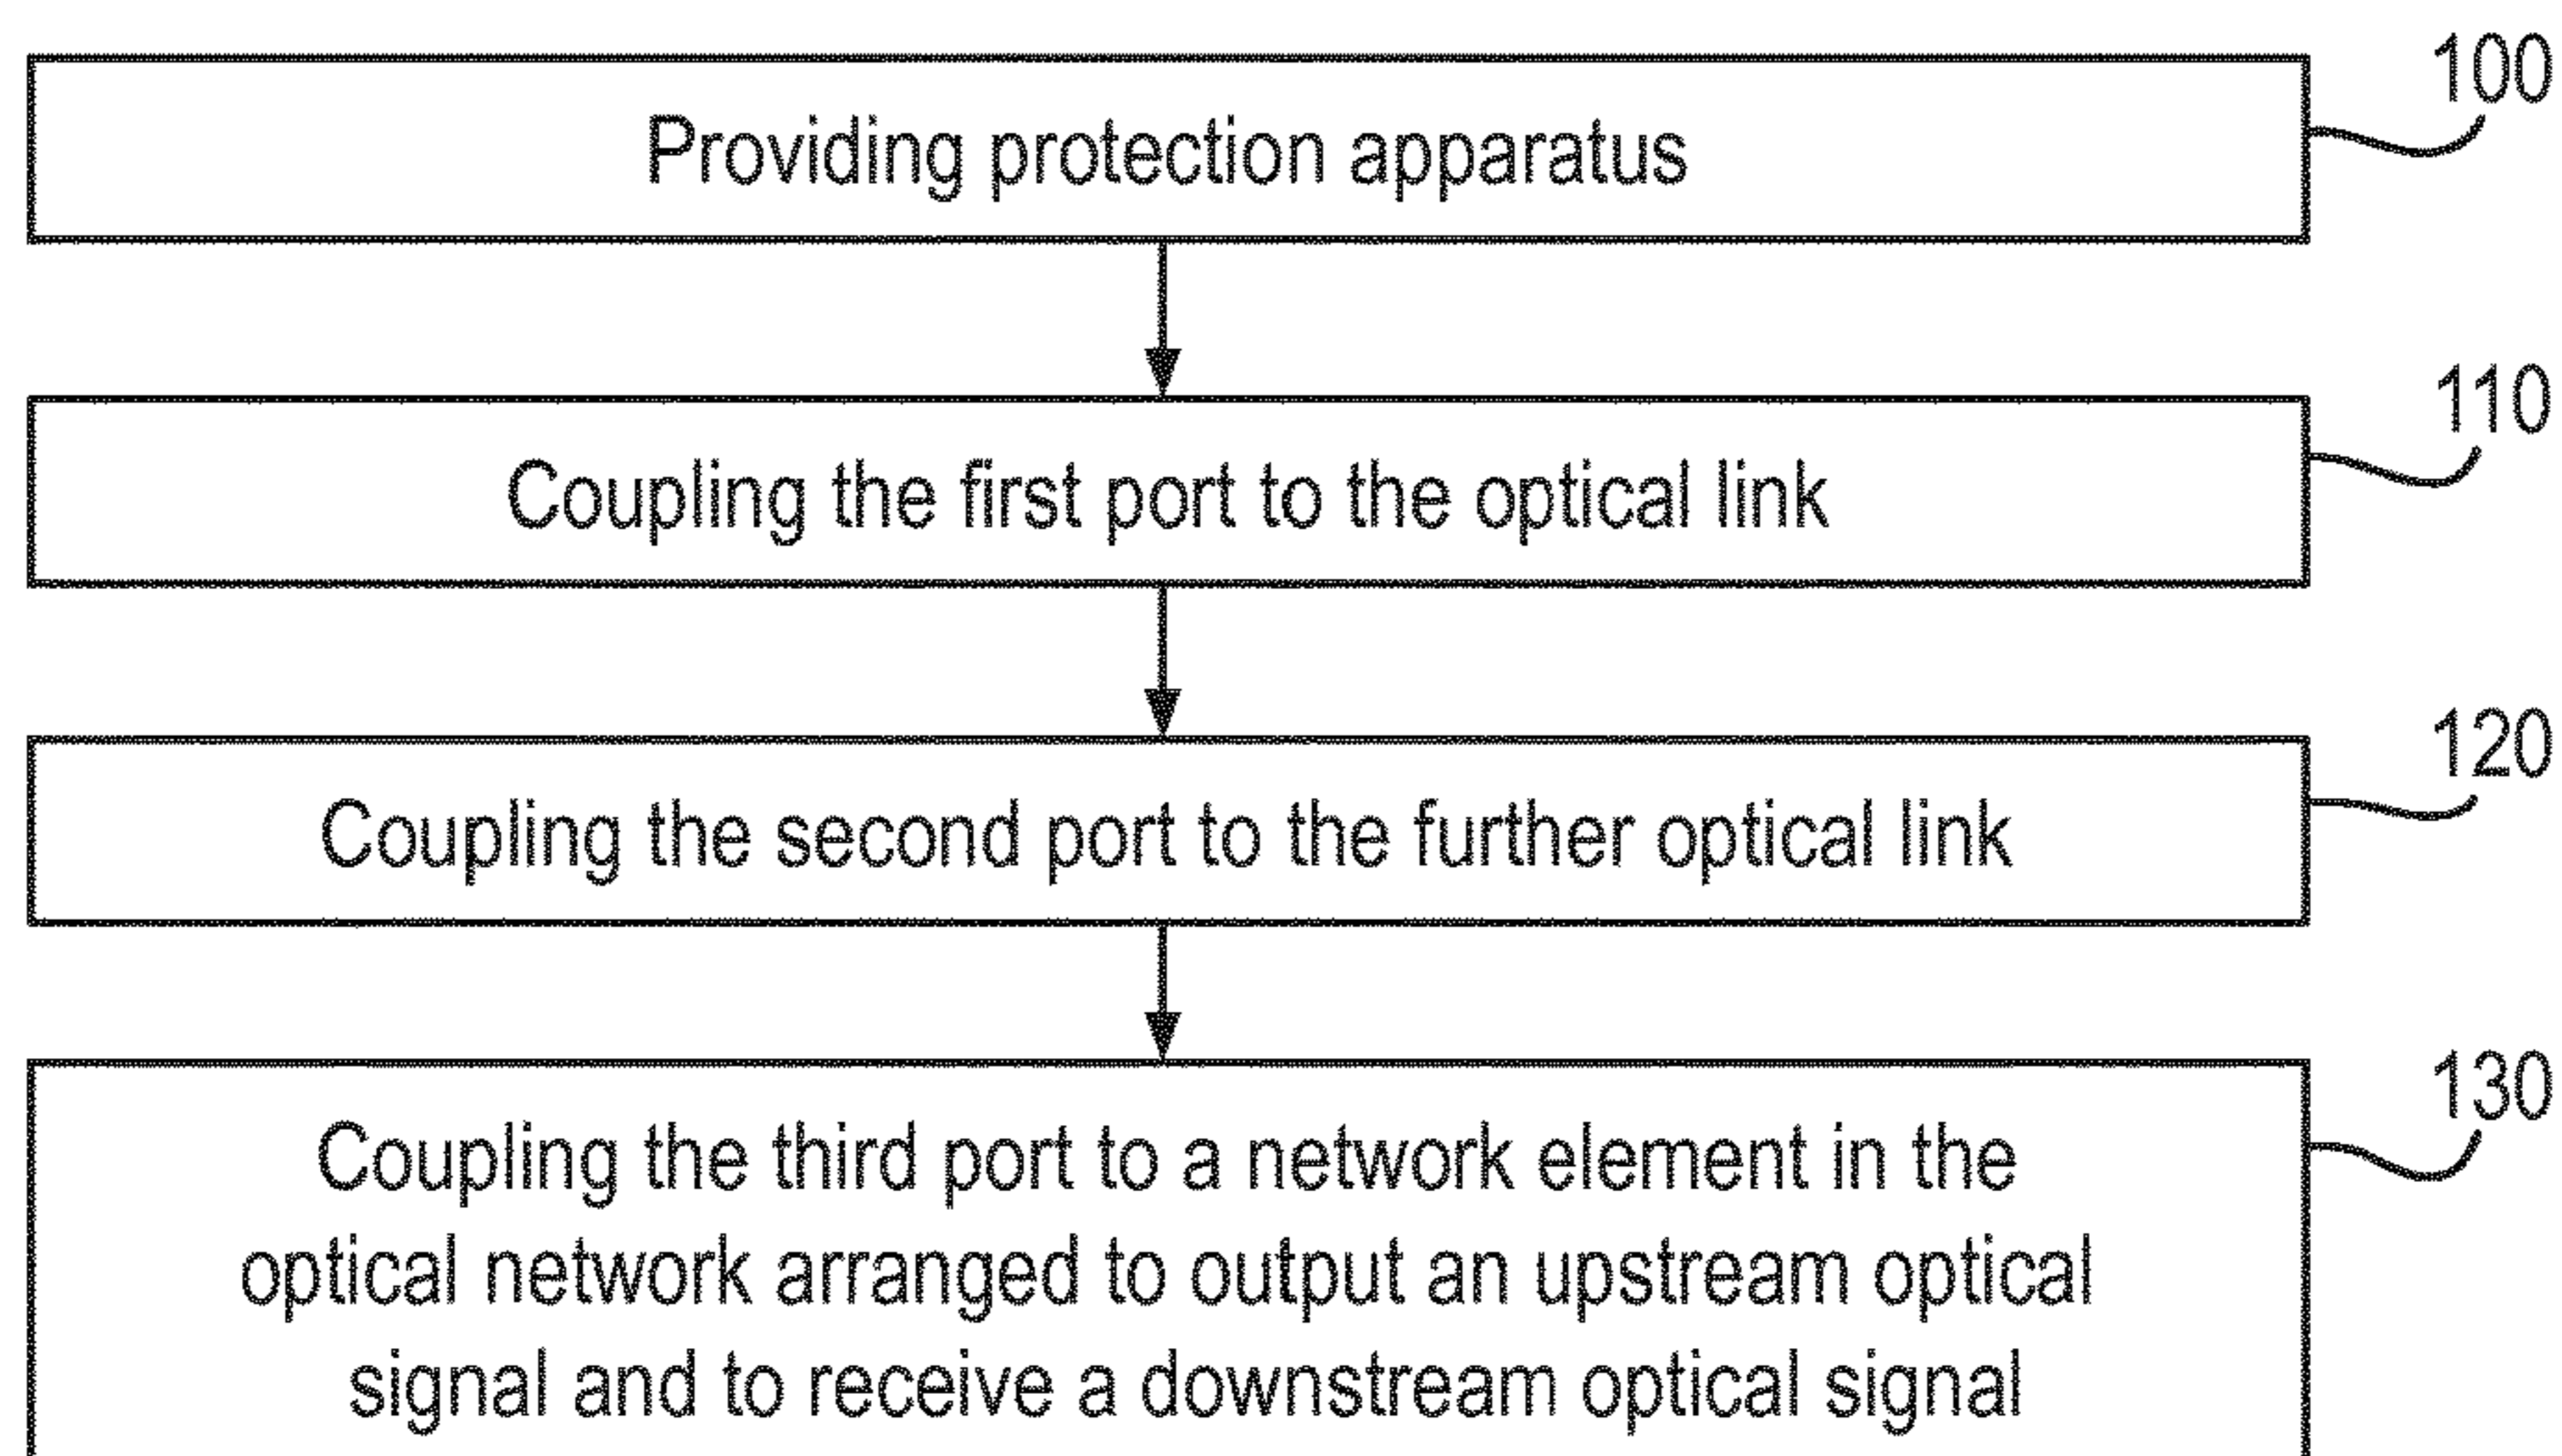 100
Providing protection apparatus
110
Coupling the first port to the optical link
120
Coupling the second port to the further optical link
130
Coupling the third port to a network element in the
optical network arranged to output an upstream optical
signal and to receive a downstream optical signal